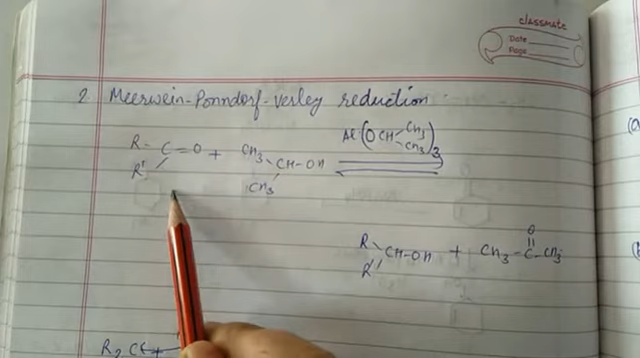 classmate
Date
Page
2. Meerwein-Ponndorf-Verley reduction
R
R'
C=O + CH3
CH3
CH-OH
Al(OCH
CH3
CH3
)3
R
R'
CH-OH + CH3-C-CH3
O
(a
R2 C